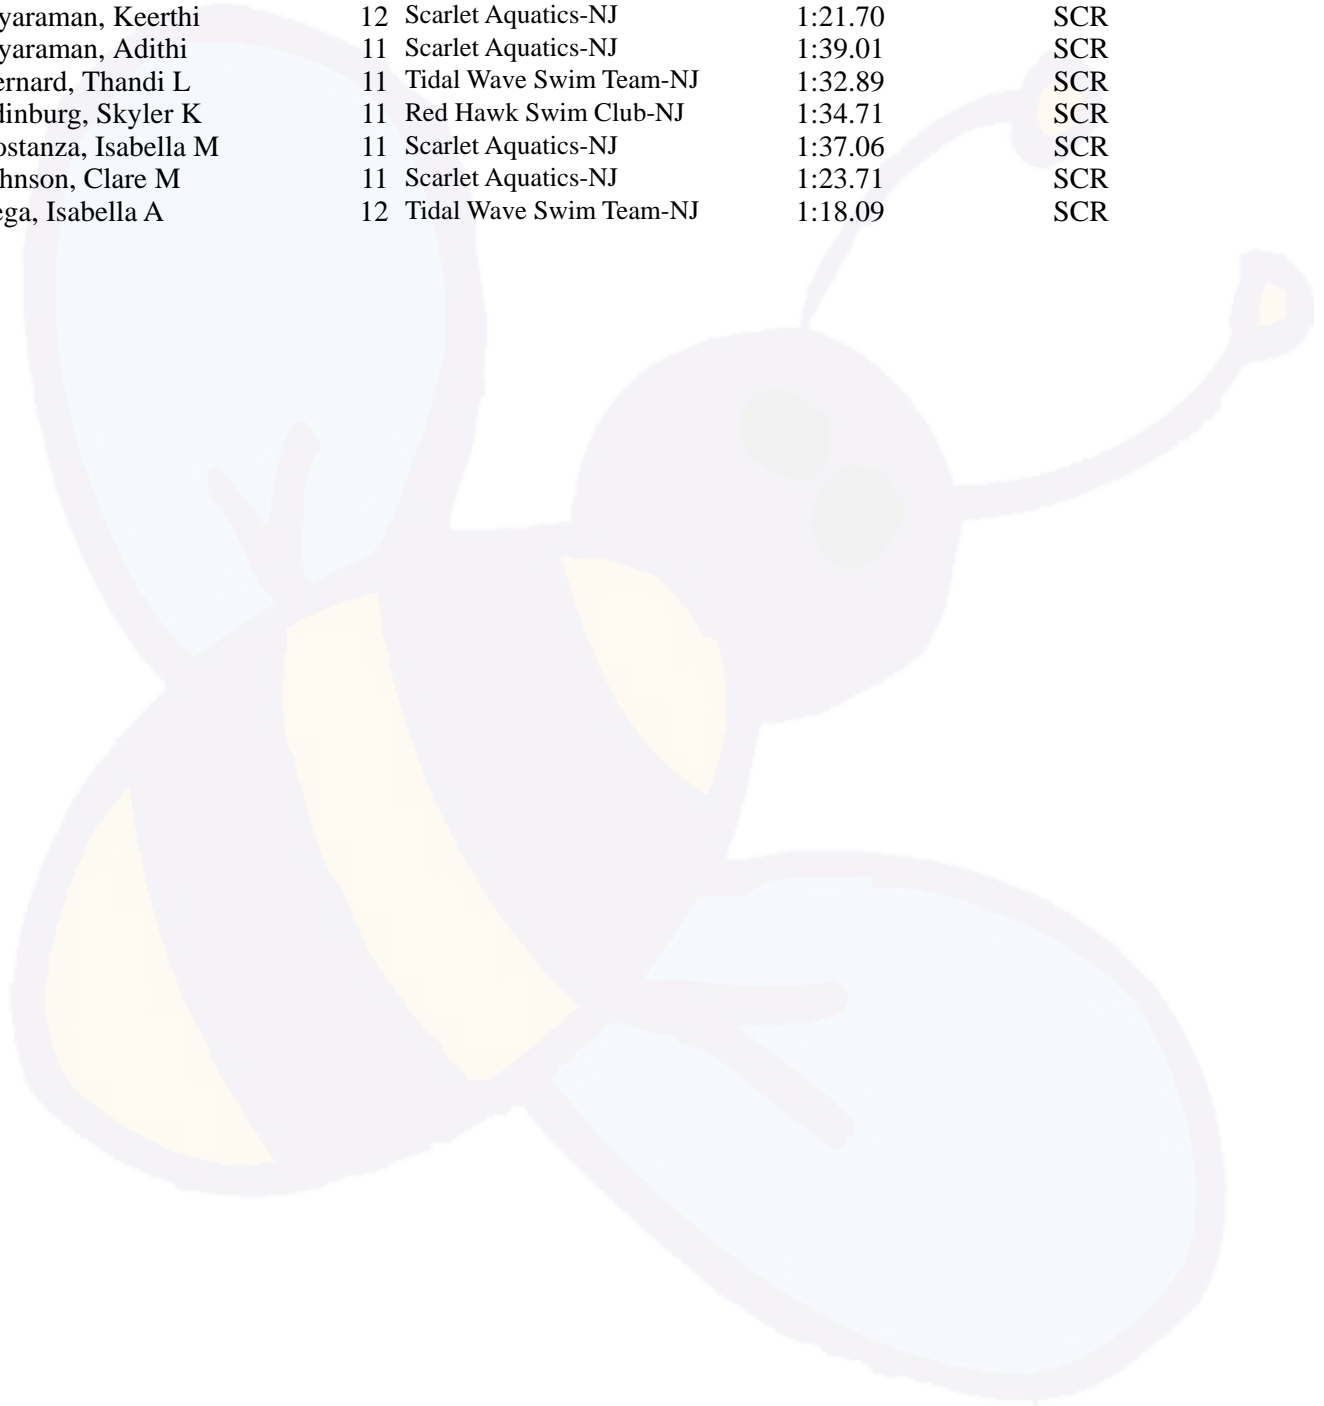 yaraman, Keerthi 12 Scarlet Aquatics-NJ 1:21.70 SCR
yaraman, Adithi 11 Scarlet Aquatics-NJ 1:39.01 SCR
ernard, Thandi L 11 Tidal Wave Swim Team-NJ 1:32.89 SCR
dinburg, Skyler K 11 Red Hawk Swim Club-NJ 1:34.71 SCR
ostanza, Isabella M 11 Scarlet Aquatics-NJ 1:37.06 SCR
hnson, Clare M 11 Scarlet Aquatics-NJ 1:23.71 SCR
ega, Isabella A 12 Tidal Wave Swim Team-NJ 1:18.09 SCR